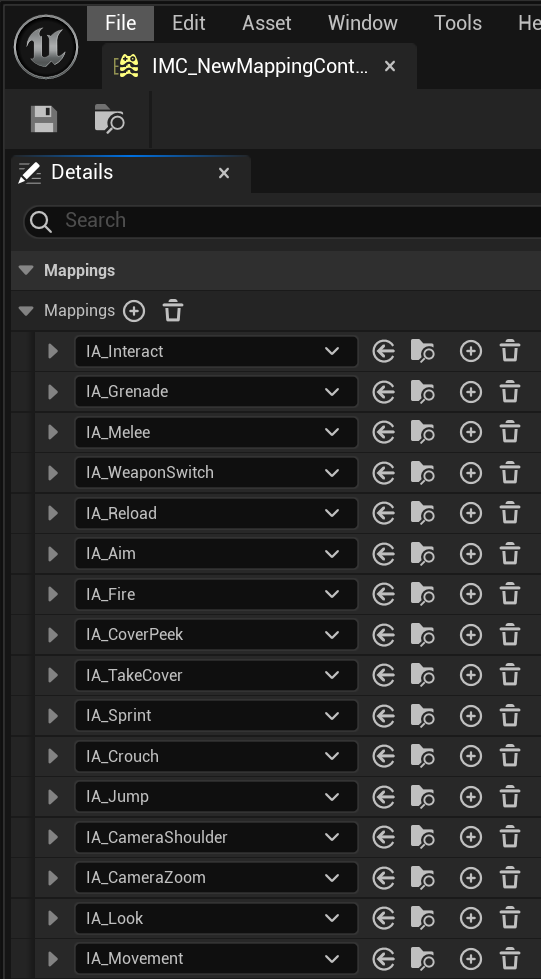 File Edit Asset Window Tools He
IMC_NewMappingCont...
Details
Search
Mappings
Mappings
IA_Interact
IA_Grenade
IA_Melee
IA_WeaponSwitch
IA_Reload
IA_Aim
IA_Fire
IA_CoverPeek
IA_TakeCover
IA_Sprint
IA_Crouch
IA_Jump
IA_CameraShoulder
IA_CameraZoom
IA_Look
IA_Movement